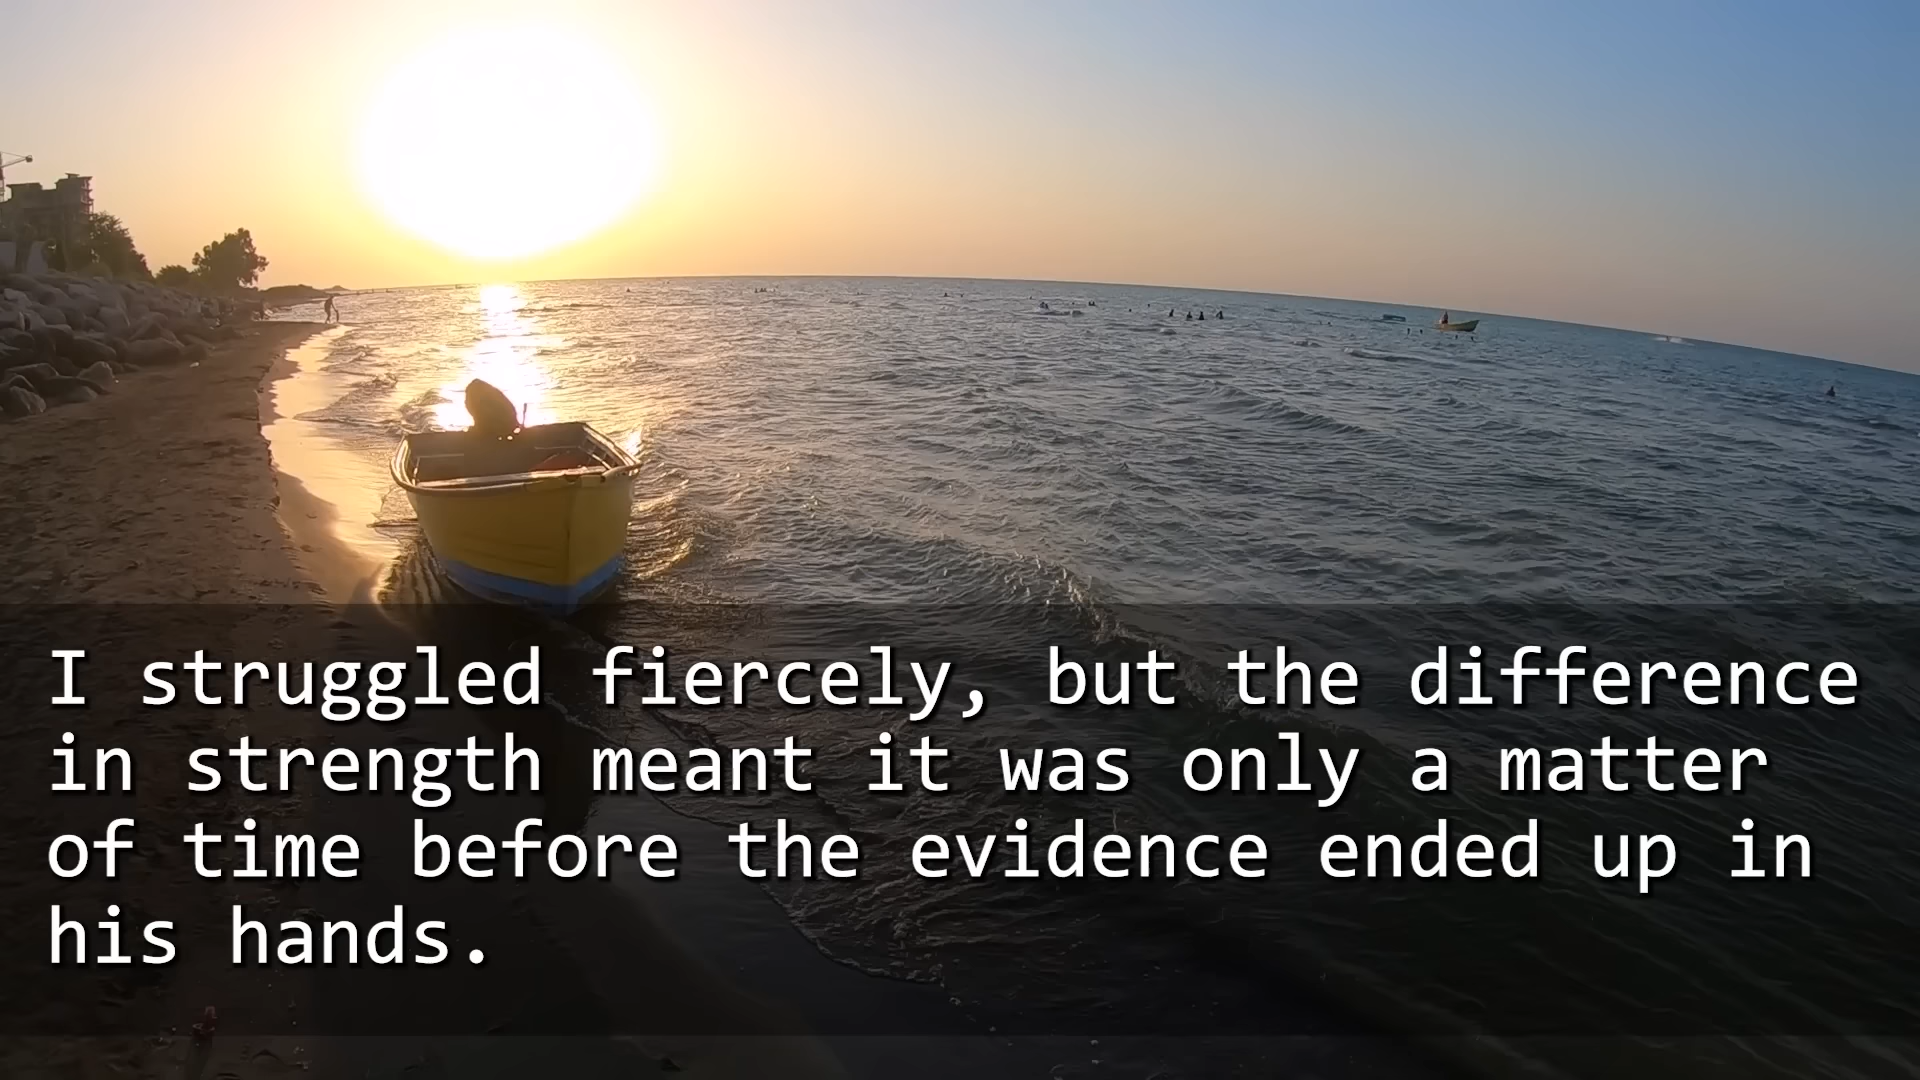 I struggled fiercely, but the difference
in strength meant it was only a matter
of time before the evidence ended up in
his hands.